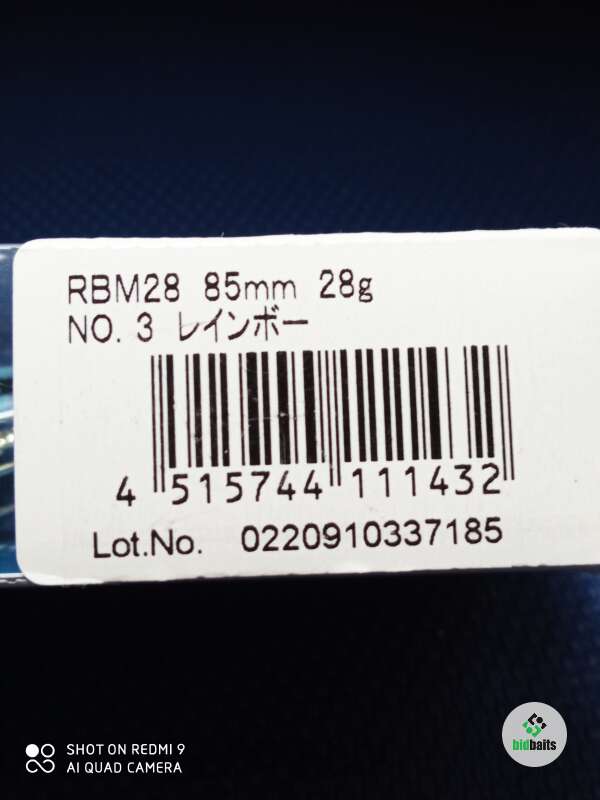 RBM28 85mm 28g
NO. 3 レインボー
4 515744 111432
Lot.No. 0220910337185
SHOT ON REDMI 9
AI QUAD CAMERA
bidbaits